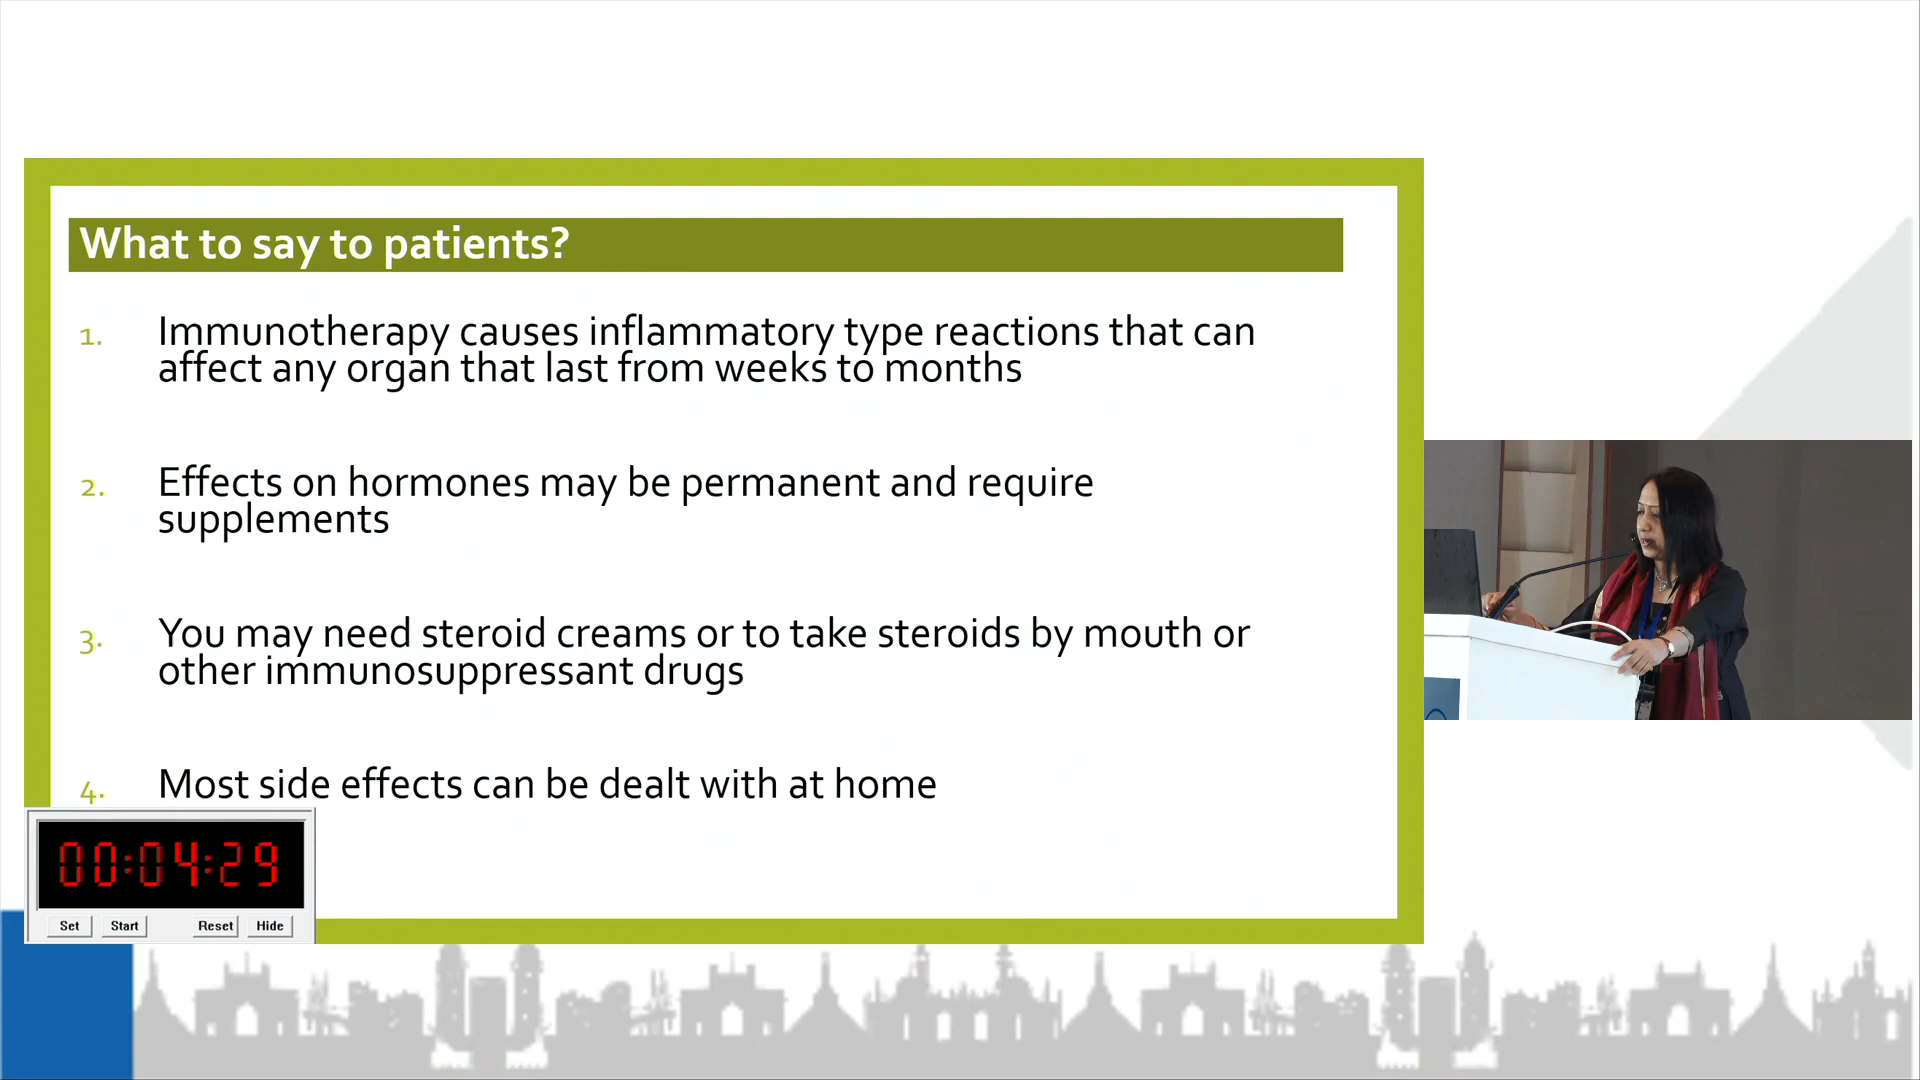 What to say to patients?
1. Immunotherapy causes inflammatory type reactions that can
affect any organ that last from weeks to months
2. Effects on hormones may be permanent and require
supplements
3. You may need steroid creams or to take steroids by mouth or
other immunosuppressant drugs
4. Most side effects can be dealt with at home
00:04:29
Set Start Reset Hide